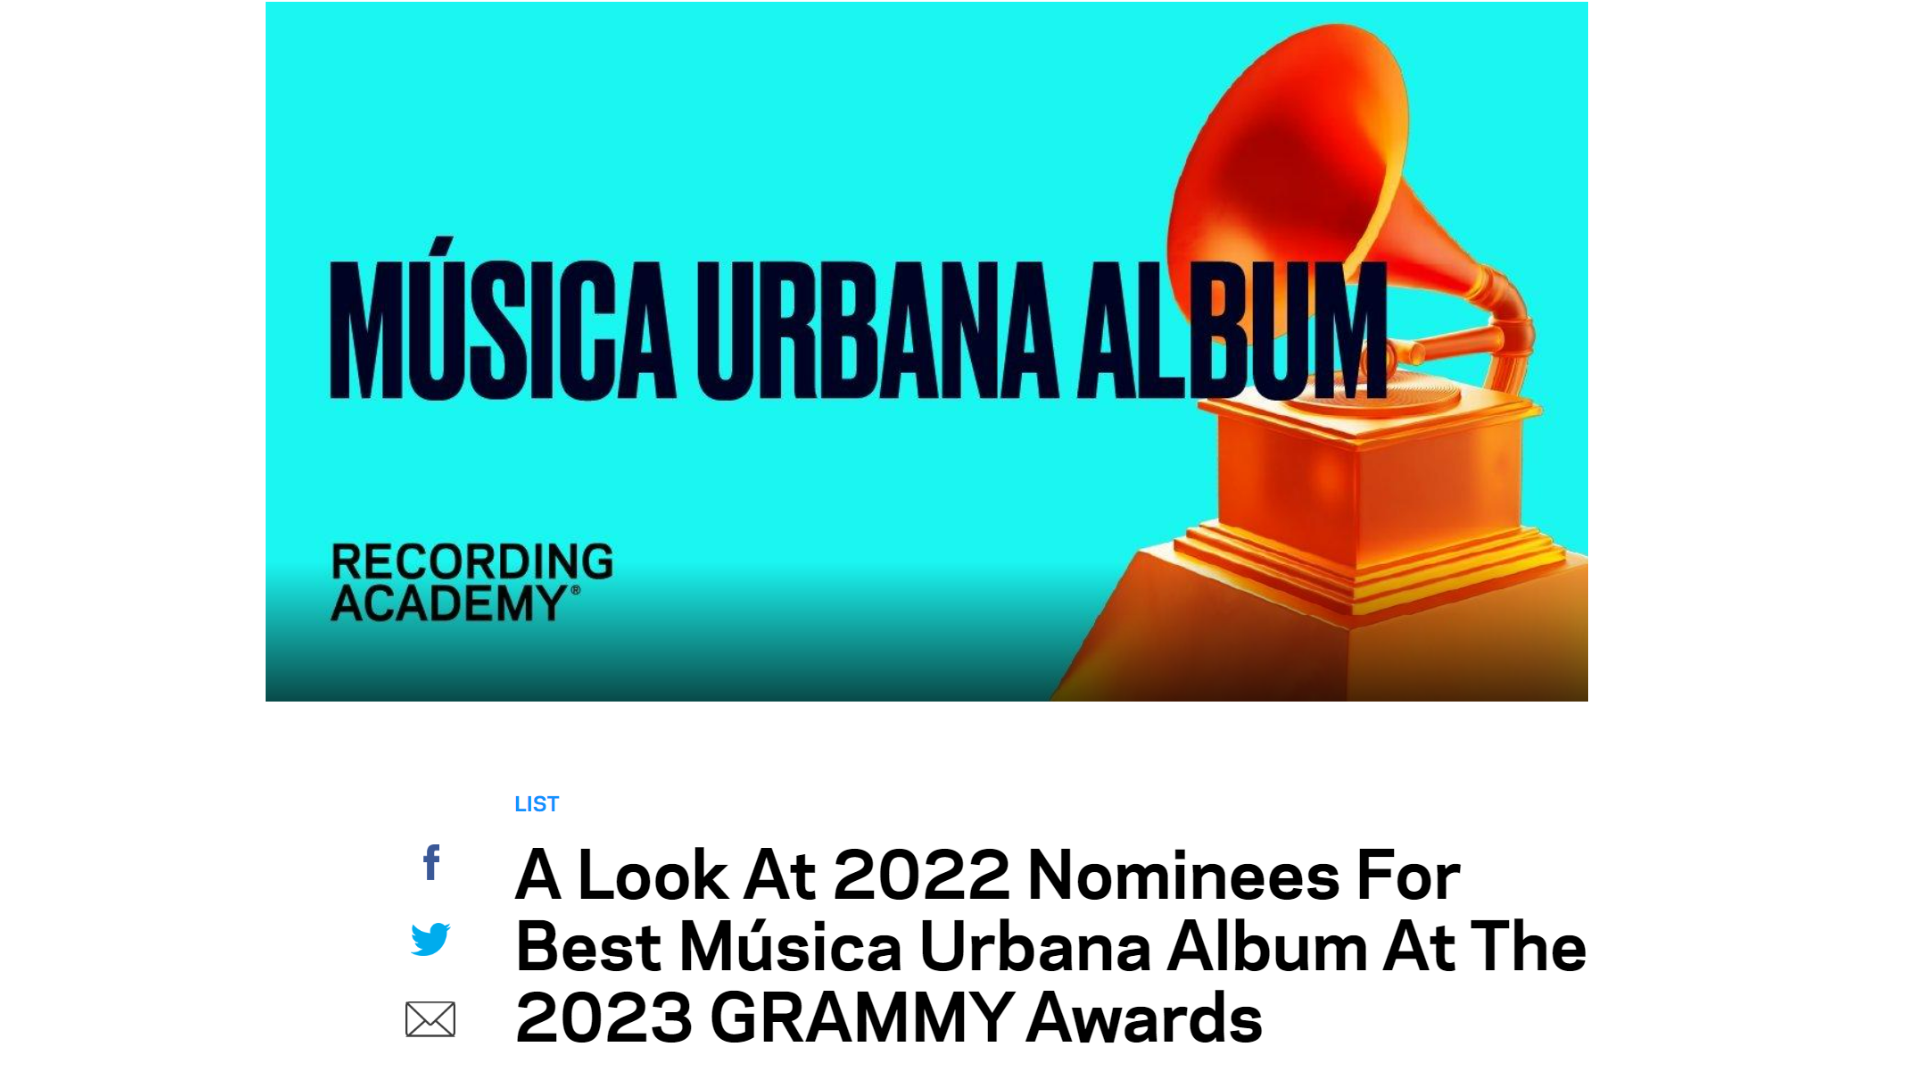 MÚSICA URBANA ALBUM
RECORDING
ACADEMY®
LIST
A Look At 2022 Nominees For
Best Música Urbana Album At The
2023 GRAMMY Awards